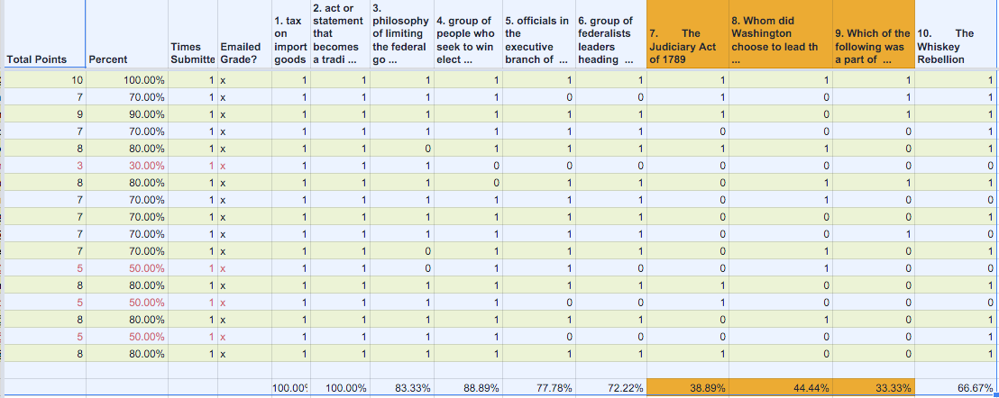 Total Points
Percent
Times
Submitte
Emailed
Grade?
1. tax
on
import
goods
2. act or
statement
that
becomes
a tradi ...
3.
philosophy
of limiting
the federal
go ...
4. group of
people who
seek to win
elect ...
5. officials in
the
executive
branch of ...
6. group of
federalists
leaders
heading ...
7. The
Judiciary Act
of 1789
8. Whom did
Washington
choose to lead th
...
9. Which of the
following was
a part of ...
10. The
Whiskey
Rebellion
10 100.00% 1 x 1 1 1 1 1 1 1 1 1 1
7 70.00% 1 x 1 1 1 1 0 0 1 0 1 1
9 90.00% 1 x 1 1 1 1 1 1 1 0 1 1
7 70.00% 1 x 1 1 1 1 1 1 0 0 0 1
8 80.00% 1 x 1 1 0 1 1 1 1 1 0 1
3 30.00% 1 x 1 1 1 0 0 0 0 0 0 0
8 80.00% 1 x 1 1 1 0 1 1 0 1 1 1
7 70.00% 1 x 1 1 1 1 1 1 0 1 0 0
7 70.00% 1 x 1 1 1 1 1 1 0 0 0 1
7 70.00% 1 x 1 1 1 1 1 1 0 0 1 0
7 70.00% 1 x 1 1 0 1 1 1 0 1 0 1
5 50.00% 1 x 1 1 0 1 1 0 0 1 0 0
8 80.00% 1 x 1 1 1 1 1 1 1 0 0 1
5 50.00% 1 x 1 1 1 1 0 0 1 0 0 1
8 80.00% 1 x 1 1 1 1 1 1 0 1 0 1
5 50.00% 1 x 1 1 1 1 0 0 0 0 0 1
8 80.00% 1 x 1 1 1 1 1 1 1 0 0 1
100.00% 100.00% 83.33% 88.89% 77.78% 72.22% 38.89% 44.44% 33.33% 66.67%